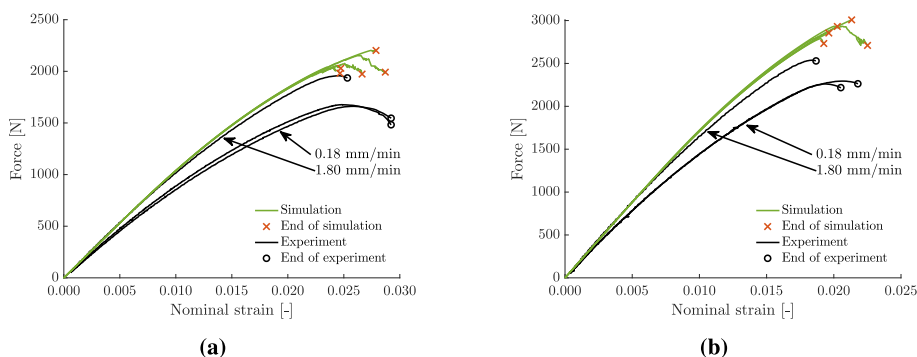 2500
2000
1500
1000
500
0
Force [N]
0.000 0.005 0.010 0.015 0.020 0.025 0.030
Nominal strain [-]
0.18 mm/min
1.80 mm/min
Simulation
End of simulation
Experiment
End of experiment
(a)
3000
2500
2000
1500
1000
500
0
Force [N]
0.000 0.005 0.010 0.015 0.020 0.025
Nominal strain [-]
0.18 mm/min
1.80 mm/min
Simulation
End of simulation
Experiment
End of experiment
(b)